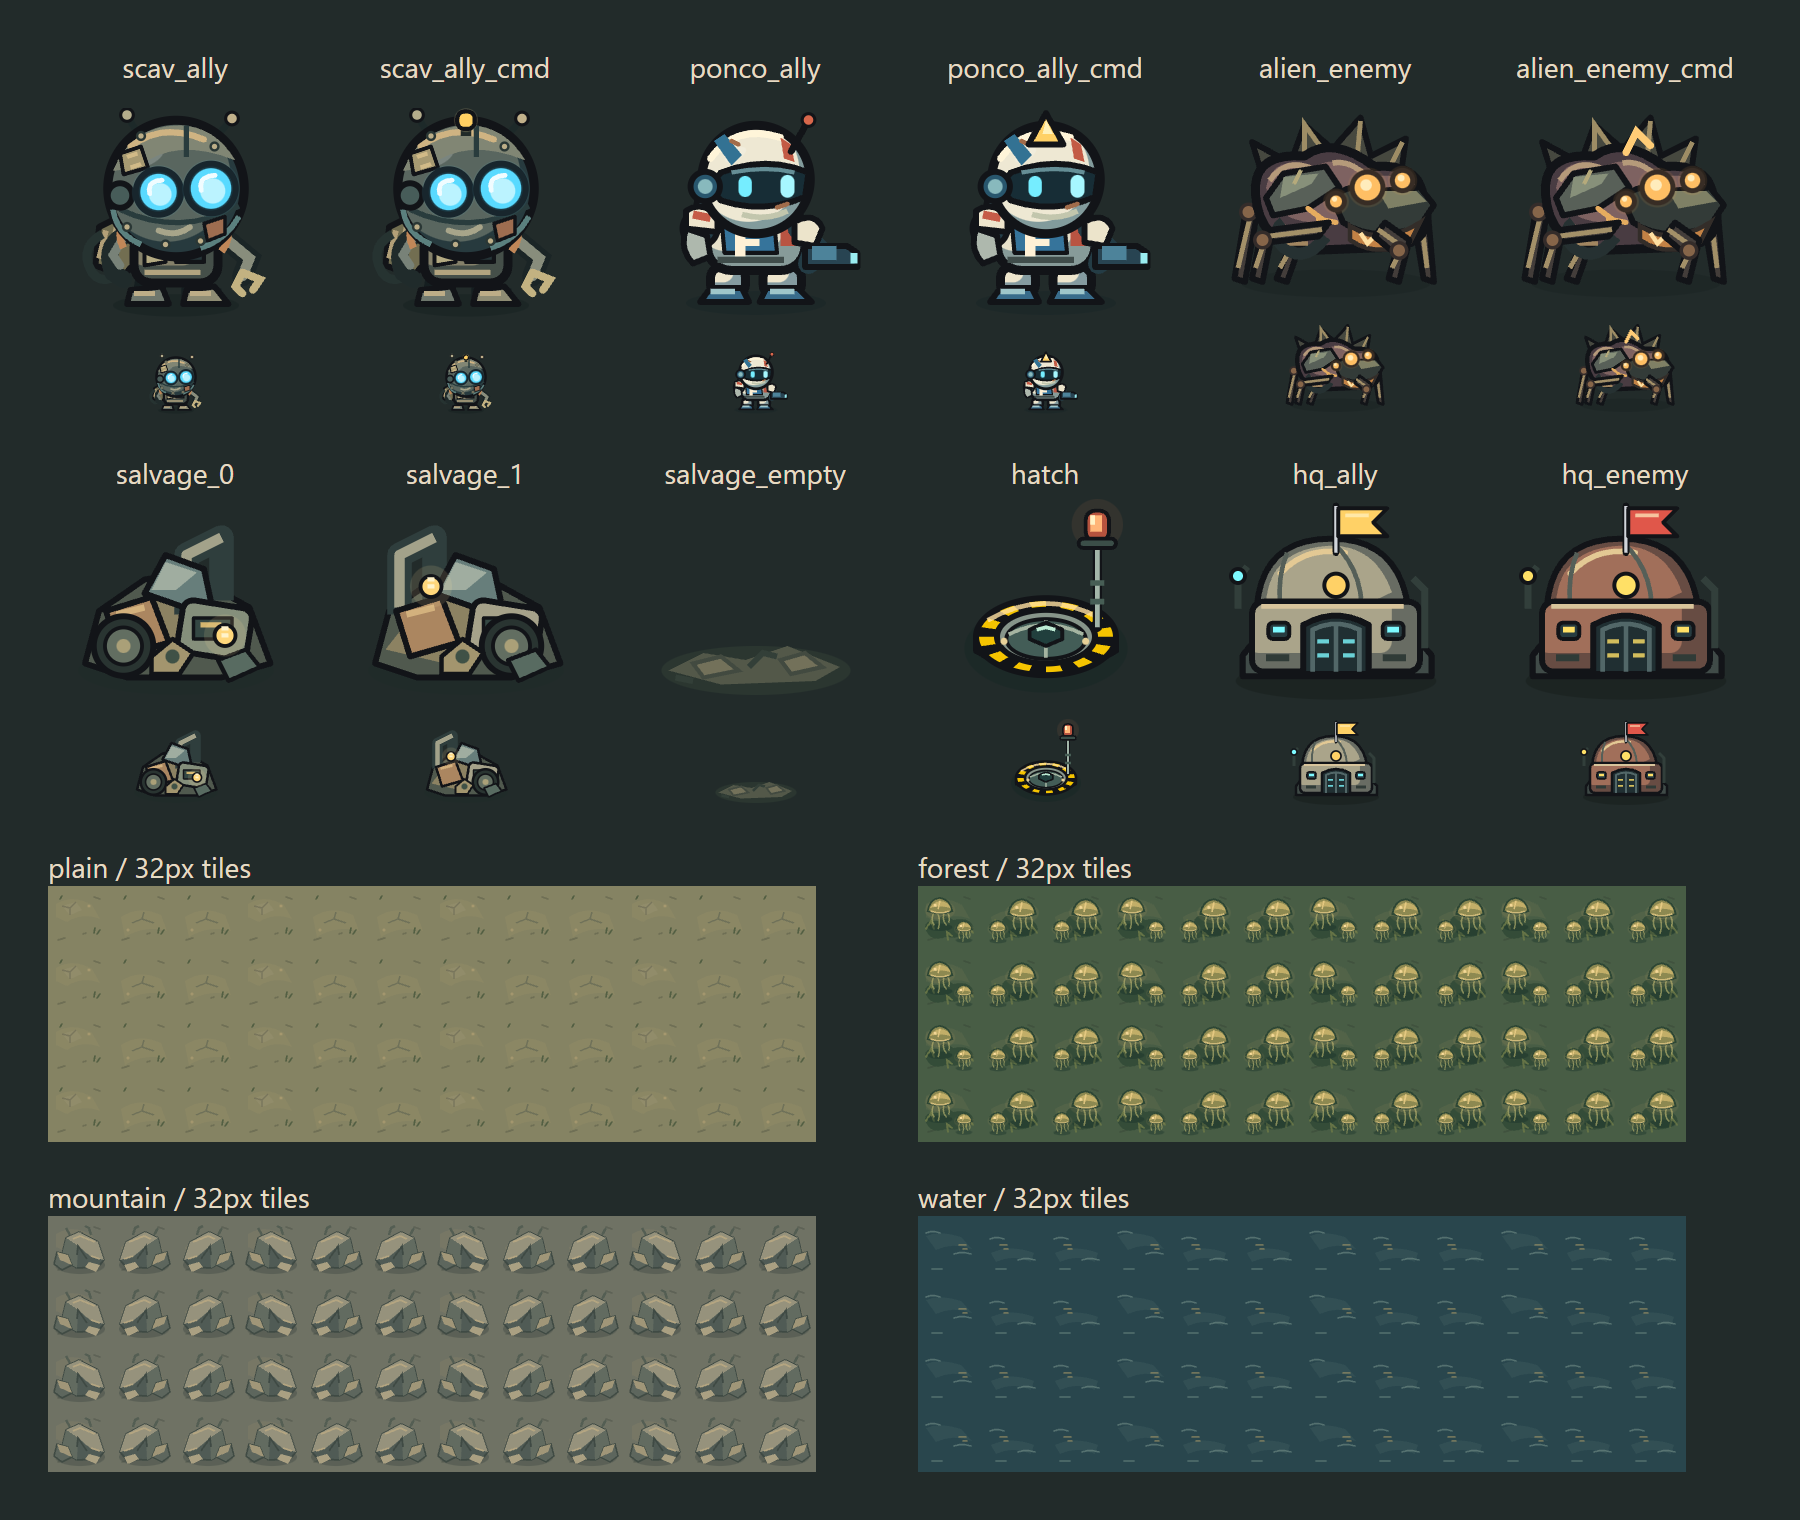 scav_ally
scav_ally_cmd
ponco_ally
ponco_ally_cmd
alien_enemy
alien_enemy_cmd
salvage_0
salvage_1
salvage_empty
hatch
hq_ally
hq_enemy
plain / 32px tiles
forest / 32px tiles
mountain / 32px tiles
water / 32px tiles